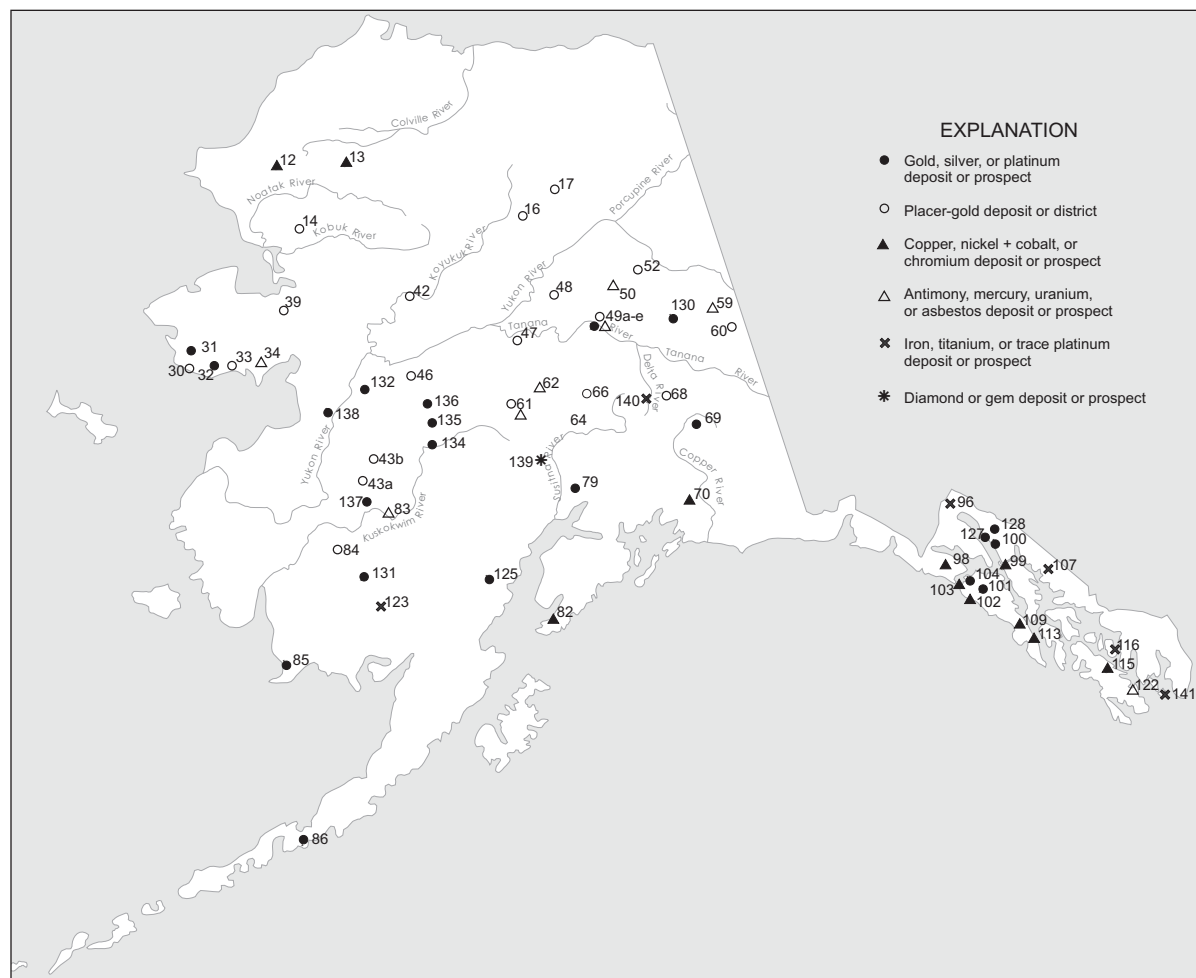 Colville River
12
13
Noatak River
17
16
14
Kobuk River
Porcupine River
Koyukuk River
52
42
Yukon River
48
50
39
130
59
49a-e
60
Tanana
River
47
31
33
34
30
32
Tanana
River
132
46
62
Delta River
136
66
140
68
138
61
135
64
69
134
Yukon River
43b
139
Susitna River
Copper River
43a
79
70
137
83
Kuskokwim River
84
131
125
123
82
85
86
EXPLANATION
Gold, silver, or platinum
deposit or prospect
Placer-gold deposit or district
Copper, nickel + cobalt, or
chromium deposit or prospect
Antimony, mercury, uranium,
or asbestos deposit or prospect
Iron, titanium, or trace platinum
deposit or prospect
Diamond or gem deposit or prospect
96
128
127
100
98
99
107
104
103
101
102
109
113
116
115
122
141